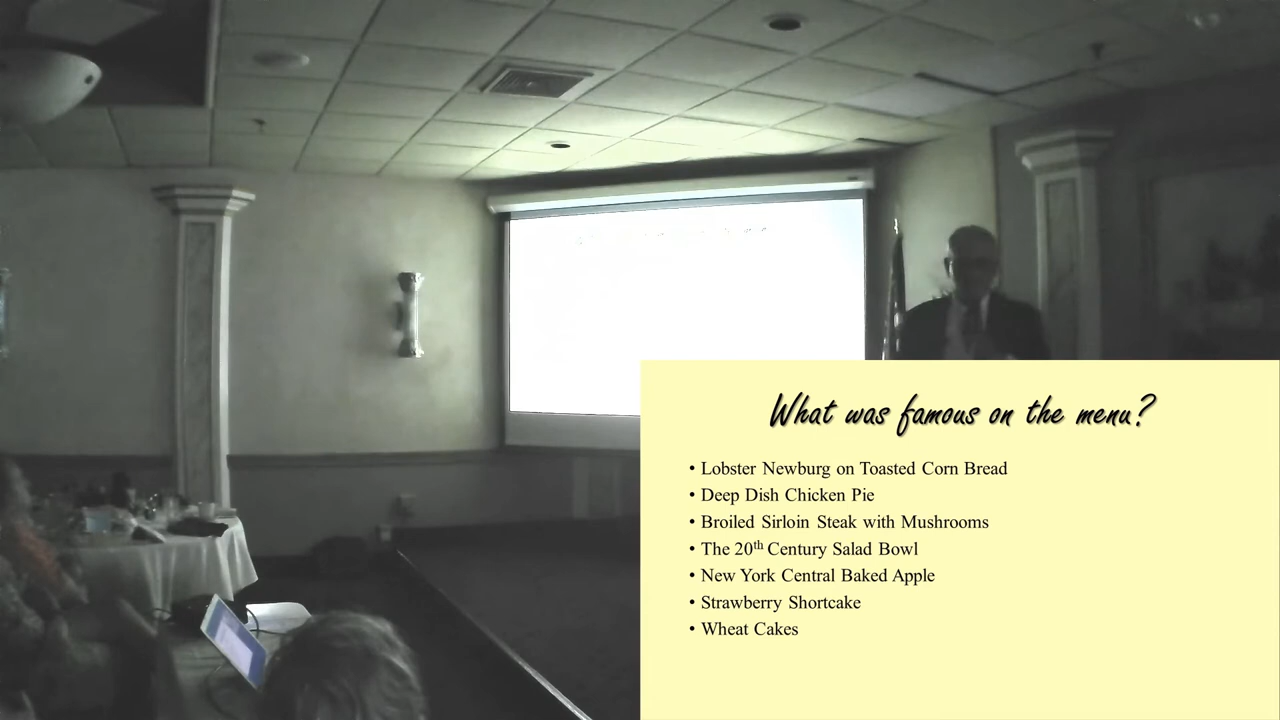 What was famous on the menu?
• Lobster Newburg on Toasted Corn Bread
• Deep Dish Chicken Pie
• Broiled Sirloin Steak with Mushrooms
• The 20th Century Salad Bowl
• New York Central Baked Apple
• Strawberry Shortcake
• Wheat Cakes